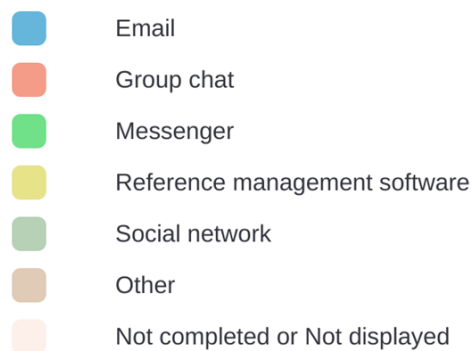 Email
Group chat
Messenger
Reference management software
Social network
Other
Not completed or Not displayed